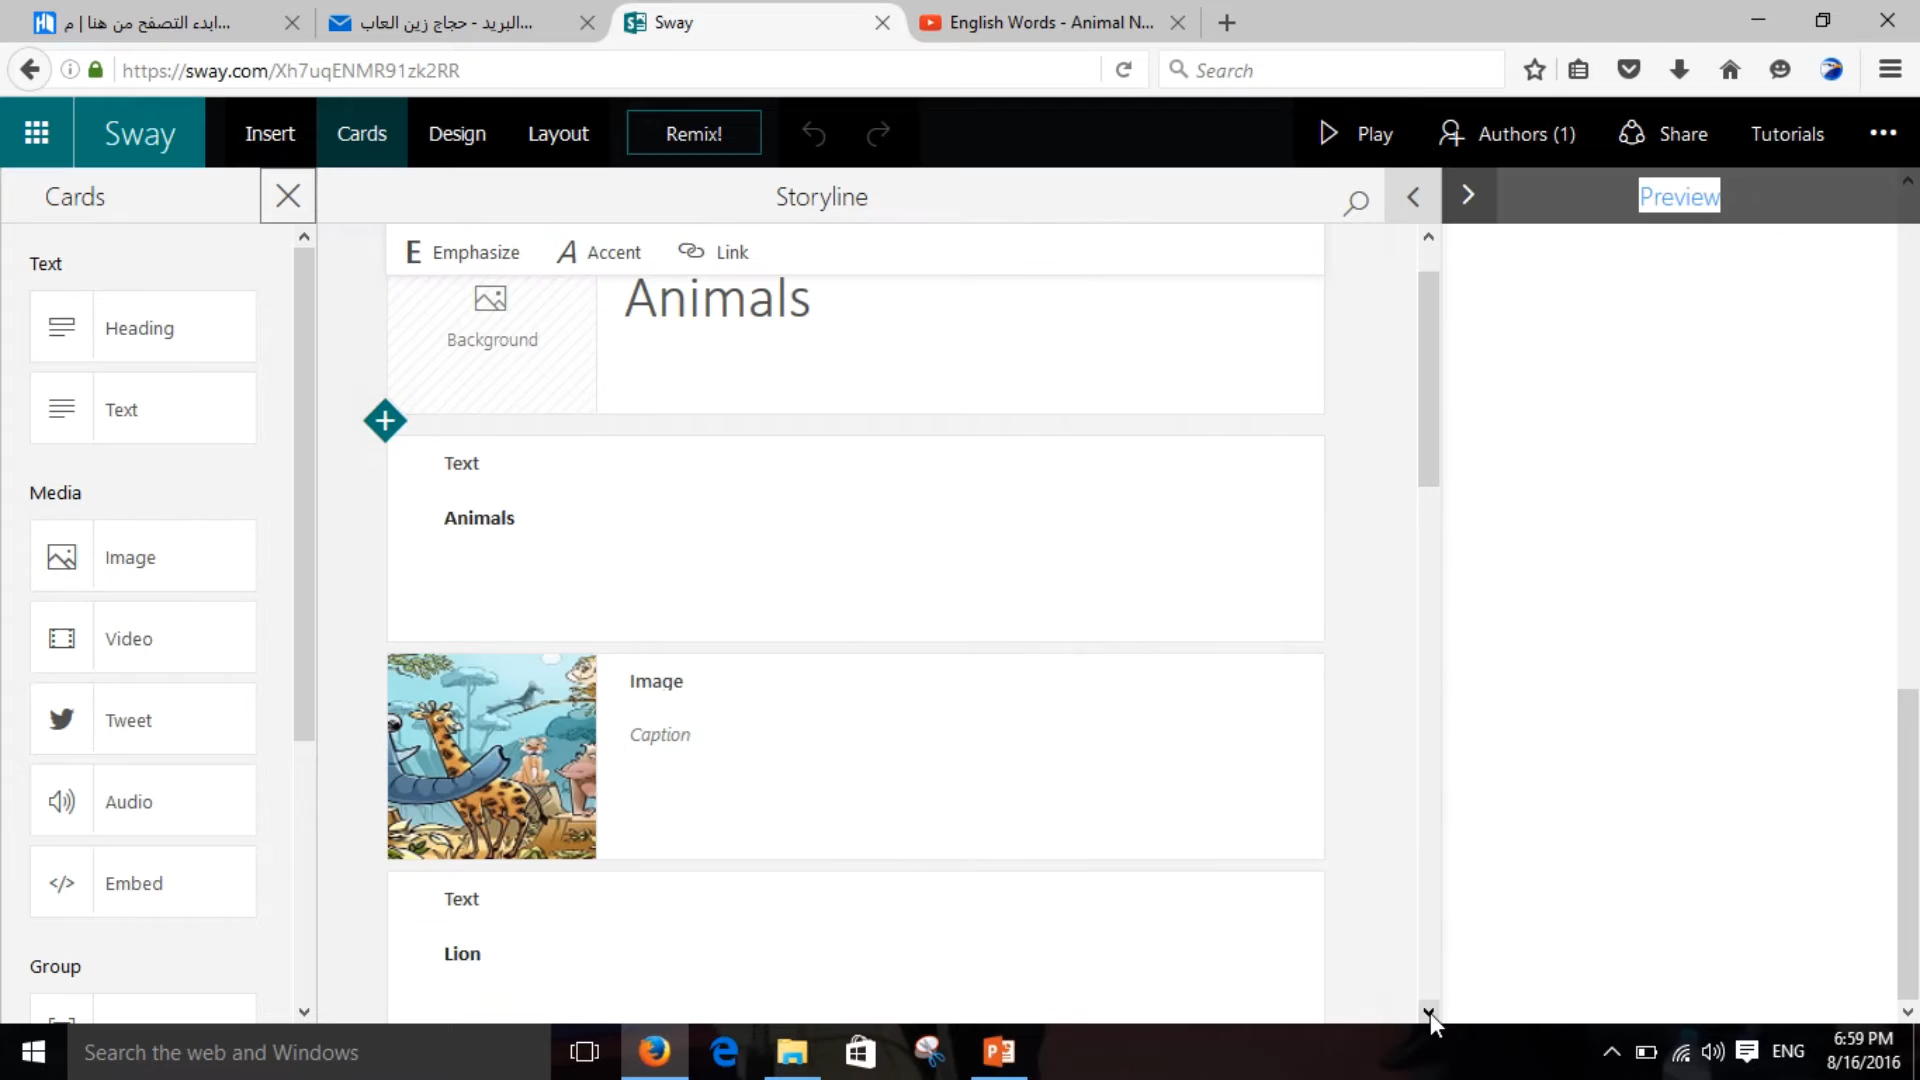 ابدء التصفح من هنا | م...
البريد - حجاج زين العاب...
Sway
English Words - Animal N...
https://sway.com/Xh7uqENMR91zk2RR
Search
Sway
Insert
Cards
Design
Layout
Remix!
Play
Authors (1)
Share
Tutorials
Cards
Storyline
Preview
Text
Heading
Text
Media
Image
Video
Tweet
Audio
Embed
Group
E Emphasize
A Accent
Link
Background
Animals
Text
Animals
Image
Caption
Text
Lion
Search the web and Windows
ENG
6:59 PM
8/16/2016